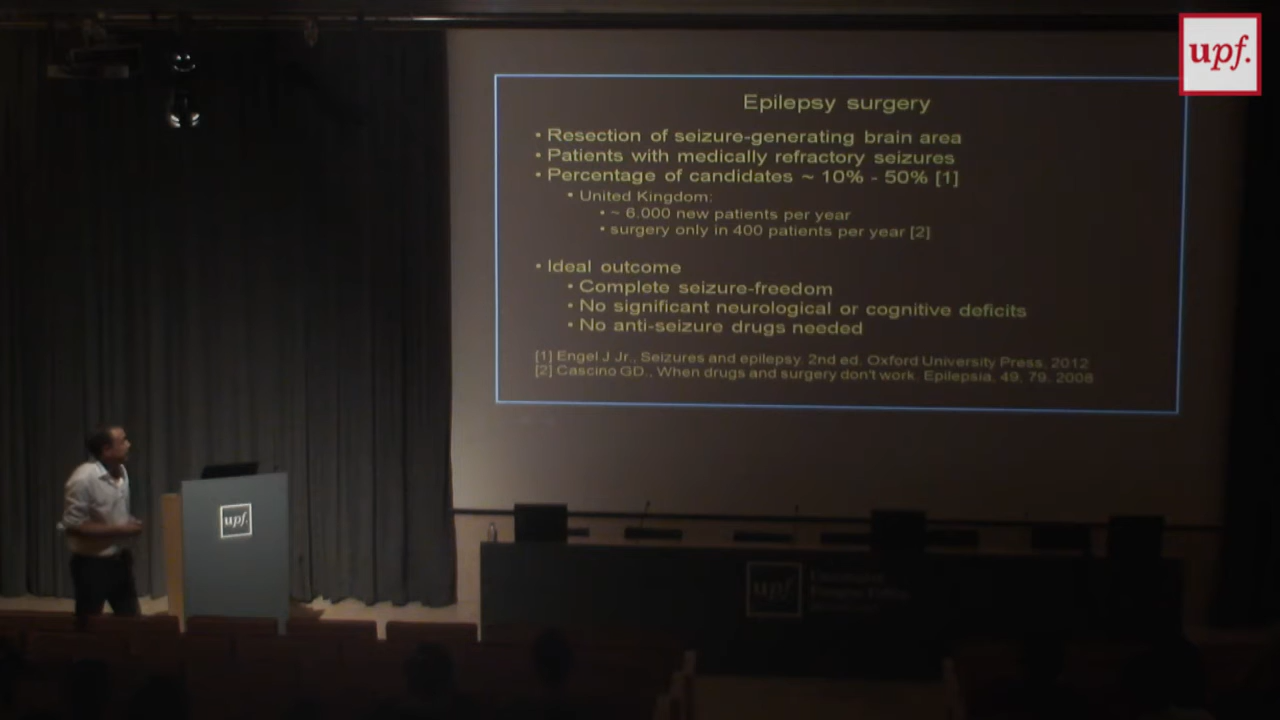 upf.
Epilepsy surgery
• Resection of seizure-generating brain area
• Patients with medically refractory seizures
• Percentage of candidates ~ 10% - 50% [1]
• United Kingdom:
• ~ 6.000 new patients per year
• surgery only in 400 patients per year [2]
• Ideal outcome
• Complete seizure-freedom
• No significant neurological or cognitive deficits
• No anti-seizure drugs needed
[1] Engel J Jr., Seizures and epilepsy. 2nd ed. Oxford University Press, 2012
[2] Cascino GD., When drugs and surgery don't work. Epilepsia, 49, 79, 2008
upf.
upf.